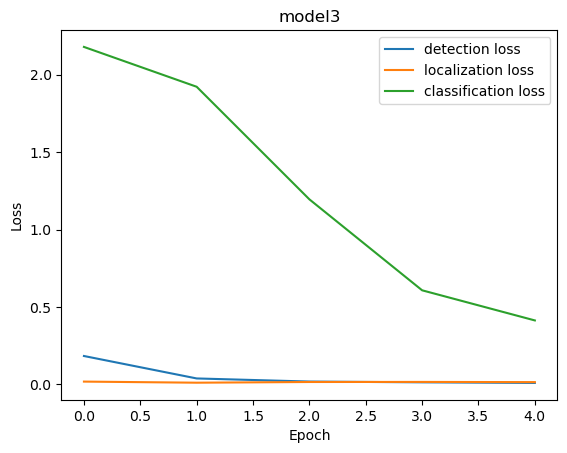 model3
detection loss
localization loss
classification loss
2.0
1.5
1.0
0.5
0.0
Loss
0.0 0.5 1.0 1.5 2.0 2.5 3.0 3.5 4.0
Epoch